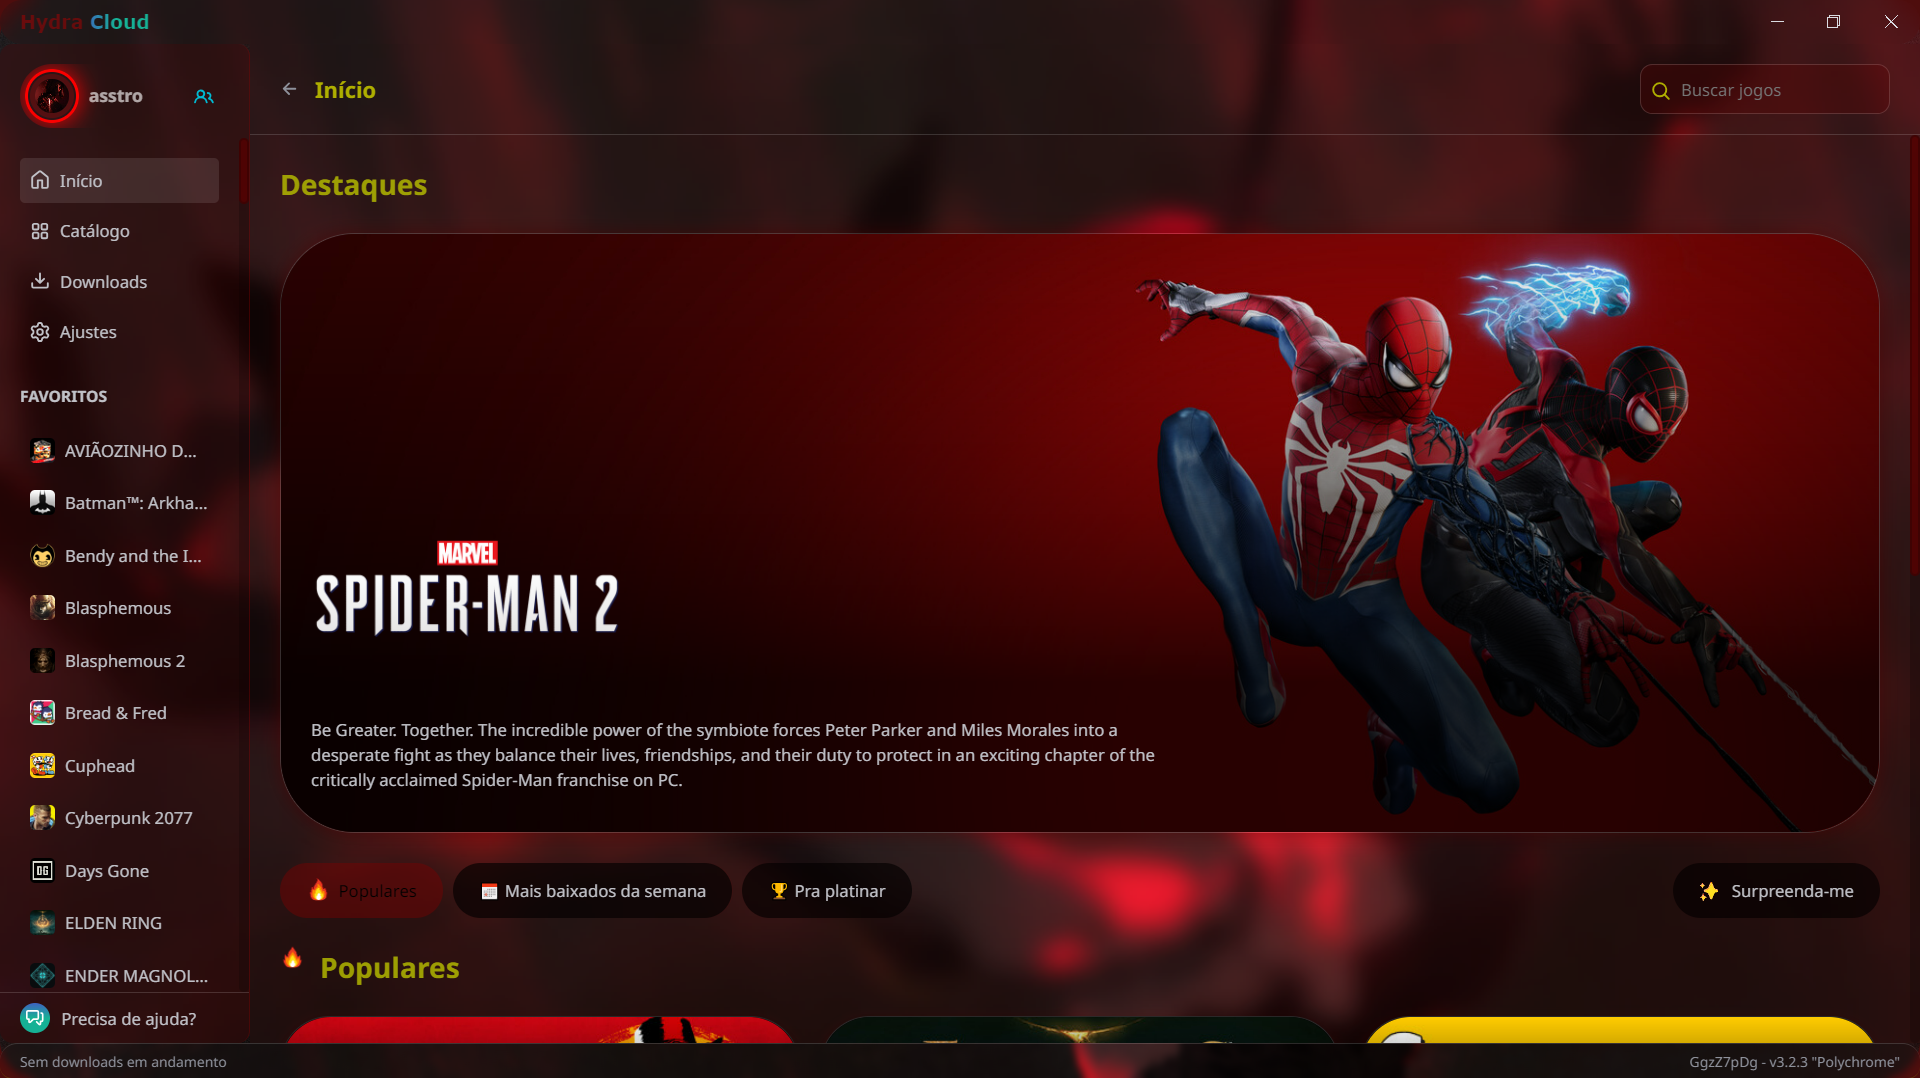 Hydra Cloud
asstro
Início
Catálogo
Downloads
Ajustes
FAVORITOS
AVIÃOZINHO D...
Batman™: Arkha...
Bendy and the I...
Blasphemous
Blasphemous 2
Bread & Fred
Cuphead
Cyberpunk 2077
DG
Days Gone
ELDEN RING
ENDER MAGNOL...
Precisa de ajuda?
Início
Buscar jogos
Destaques
MARVEL
SPIDER-MAN 2
Be Greater. Together. The incredible power of the symbiote forces Peter Parker and Miles Morales into a
desperate fight as they balance their lives, friendships, and their duty to protect in an exciting chapter of the
critically acclaimed Spider-Man franchise on PC.
Populares
Mais baixados da semana
Pra platinar
Surpreenda-me
Populares
Sem downloads em andamento
GgzZ7pDg - v3.2.3 "Polychrome"